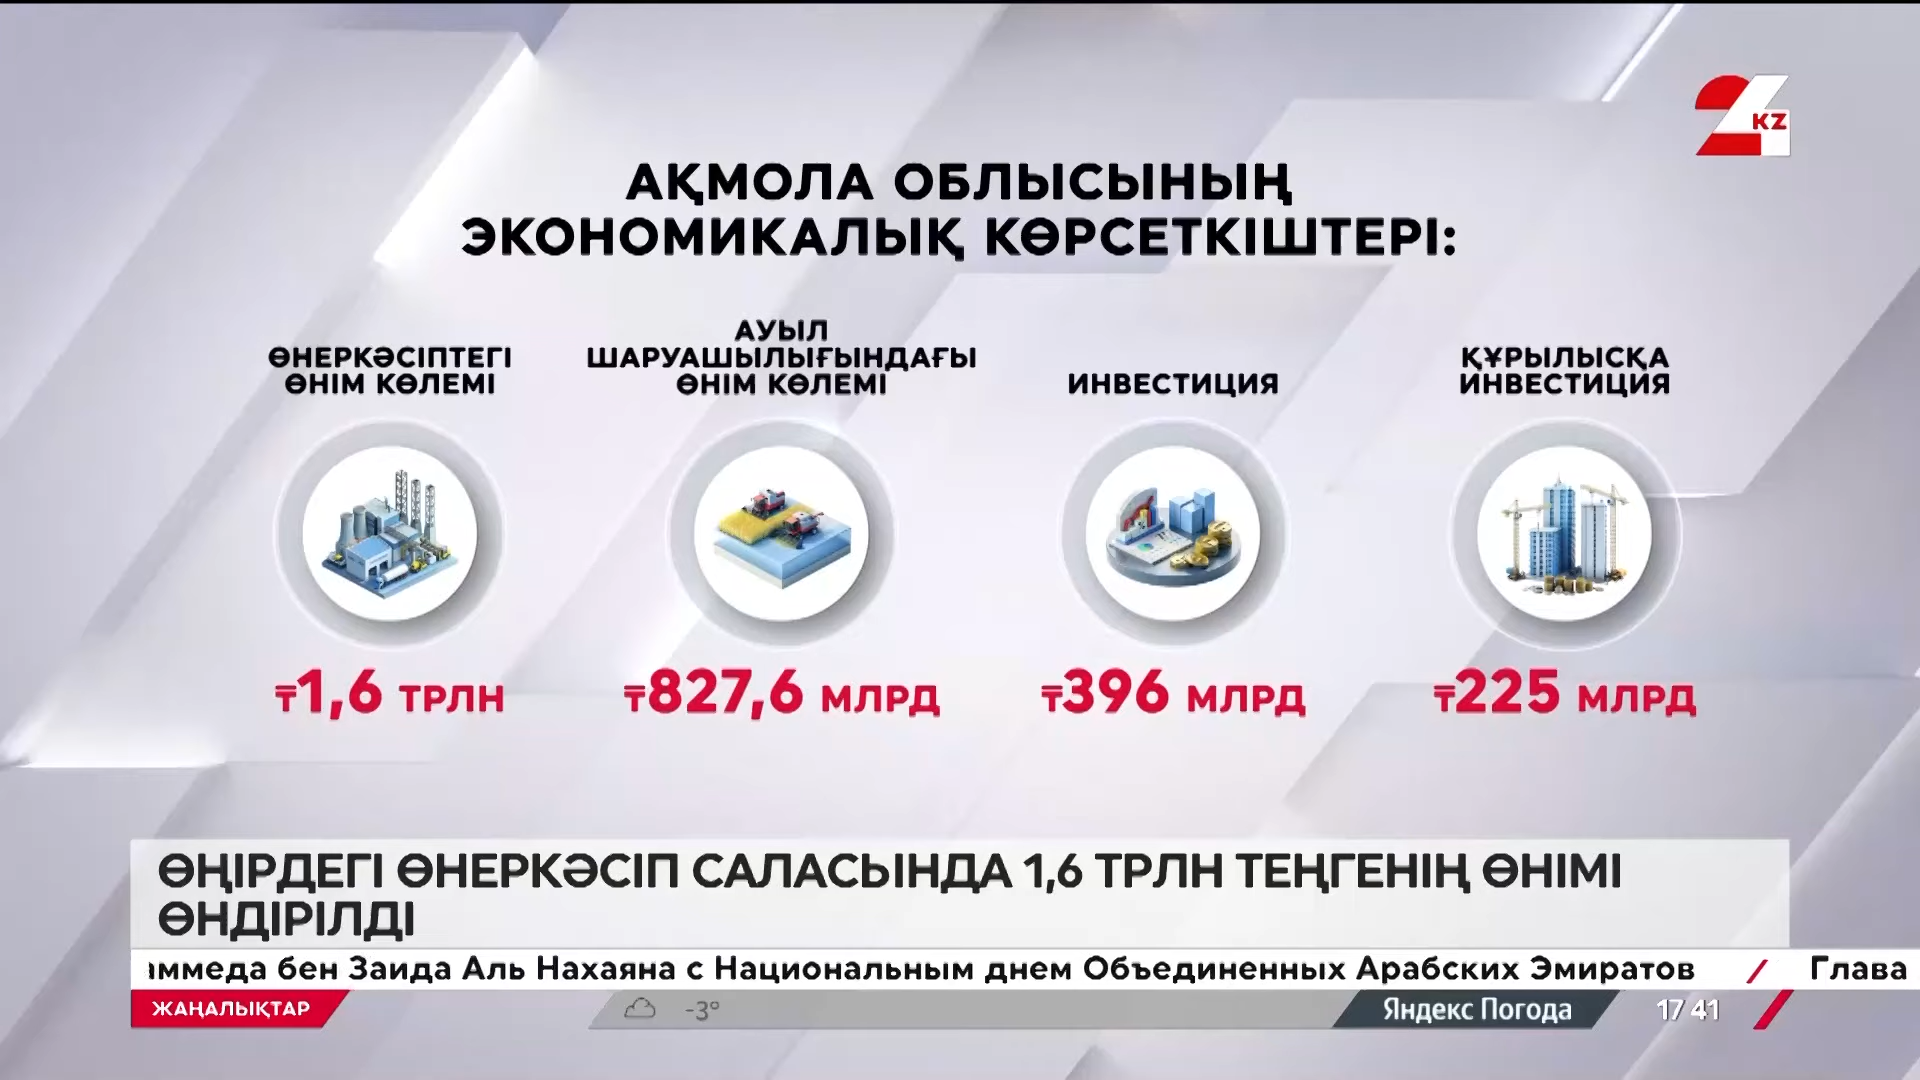 24 KZ
АҚМОЛА ОБЛЫСЫНЫҢ
ЭКОНОМИКАЛЫҚ КӨРСЕТКІШТЕРІ:
ӨНЕРКӘСІПТЕГІ
ӨНІМ КӨЛЕМІ
₸1,6 ТРЛН
АУЫЛ
ШАРУАШЫЛЫҒЫНДАҒЫ
ӨНІМ КӨЛЕМІ
₸827,6 МЛРД
ИНВЕСТИЦИЯ
₸396 МЛРД
ҚҰРЫЛЫСҚА
ИНВЕСТИЦИЯ
₸225 МЛРД
ӨҢІРДЕГІ ӨНЕРКӘСІП САЛАСЫНДА 1,6 ТРЛН ТЕҢГЕНІҢ ӨНІМІ
ӨНДІРІЛДІ
аммеда бен Заида Аль Нахаяна с Национальным днем Объединенных Арабских Эмиратов / Глава
ЖАҢАЛЫҚТАР -3° Яндекс Погода 17 41